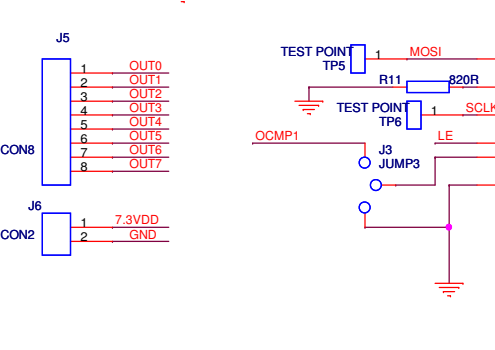 J5
1 OUT0
2 OUT1
3 OUT2
4 OUT3
5 OUT4
6 OUT5
7 OUT6
8 OUT7
CON8
J6
1 7.3VDD
2 GND
CON2
TEST POINT 1 MOSI
TP5
R11 820R
TEST POINT 1 SCLK
TP6
OCMP1
LE
J3
JUMP3